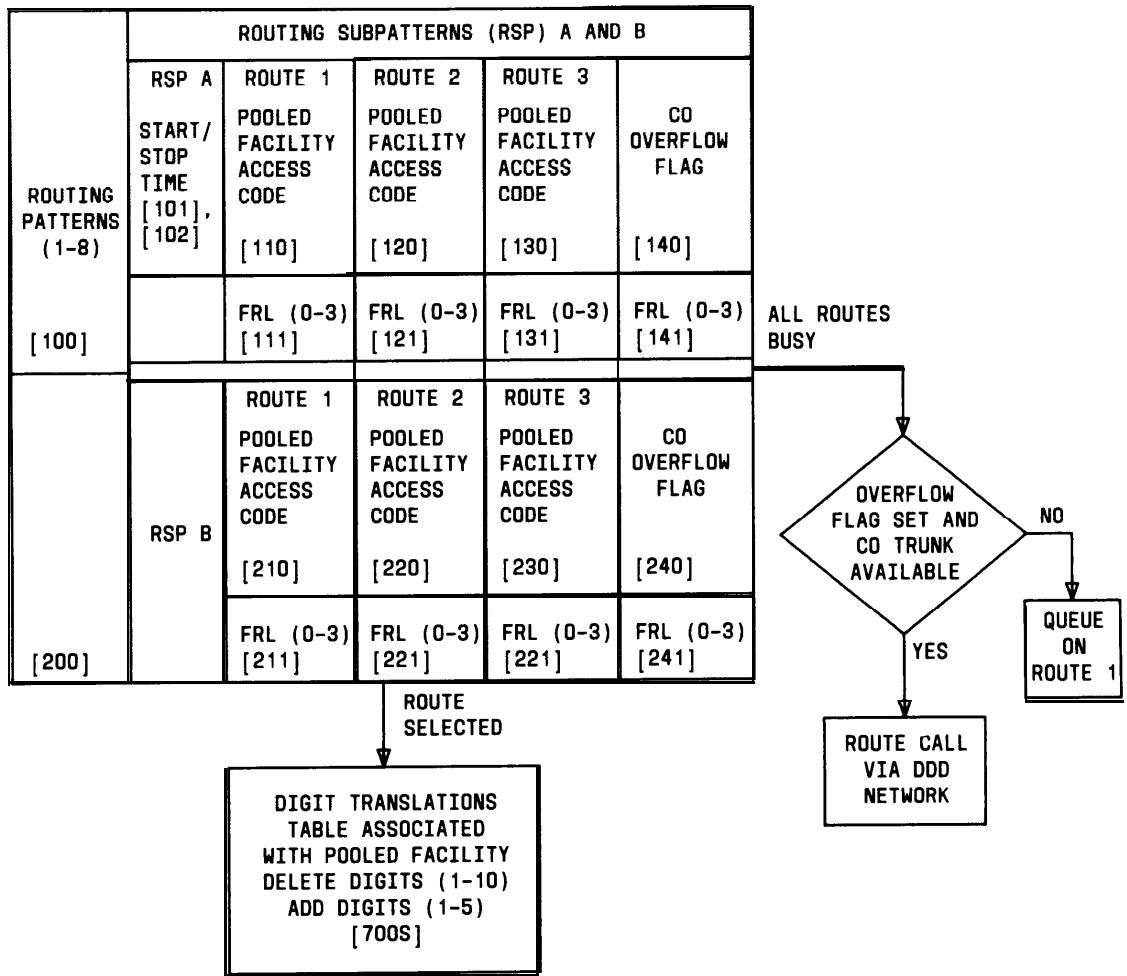 ROUTING SUBPATTERNS (RSP) A AND B
ROUTING
PATTERNS
(1-8)
[100]
RSP A
START/
STOP
TIME
[101],
[102]
ROUTE 1
POOLED
FACILITY
ACCESS
CODE
[110]
ROUTE 2
POOLED
FACILITY
ACCESS
CODE
[120]
ROUTE 3
POOLED
FACILITY
ACCESS
CODE
[130]
CO
OVERFLOW
FLAG
[140]
FRL (0-3)
[111]
FRL (0-3)
[121]
FRL (0-3)
[131]
FRL (0-3)
[141]
[200]
RSP B
ROUTE 1
POOLED
FACILITY
ACCESS
CODE
[210]
ROUTE 2
POOLED
FACILITY
ACCESS
CODE
[220]
ROUTE 3
POOLED
FACILITY
ACCESS
CODE
[230]
CO
OVERFLOW
FLAG
[240]
FRL (0-3)
[211]
FRL (0-3)
[221]
FRL (0-3)
[221]
FRL (0-3)
[241]
ALL ROUTES
BUSY
OVERFLOW
FLAG SET AND
CO TRUNK
AVAILABLE
NO
QUEUE
ON
ROUTE 1
YES
ROUTE CALL
VIA DDD
NETWORK
ROUTE
SELECTED
DIGIT TRANSLATIONS
TABLE ASSOCIATED
WITH POOLED FACILITY
DELETE DIGITS (1-10)
ADD DIGITS (1-5)
[700S]